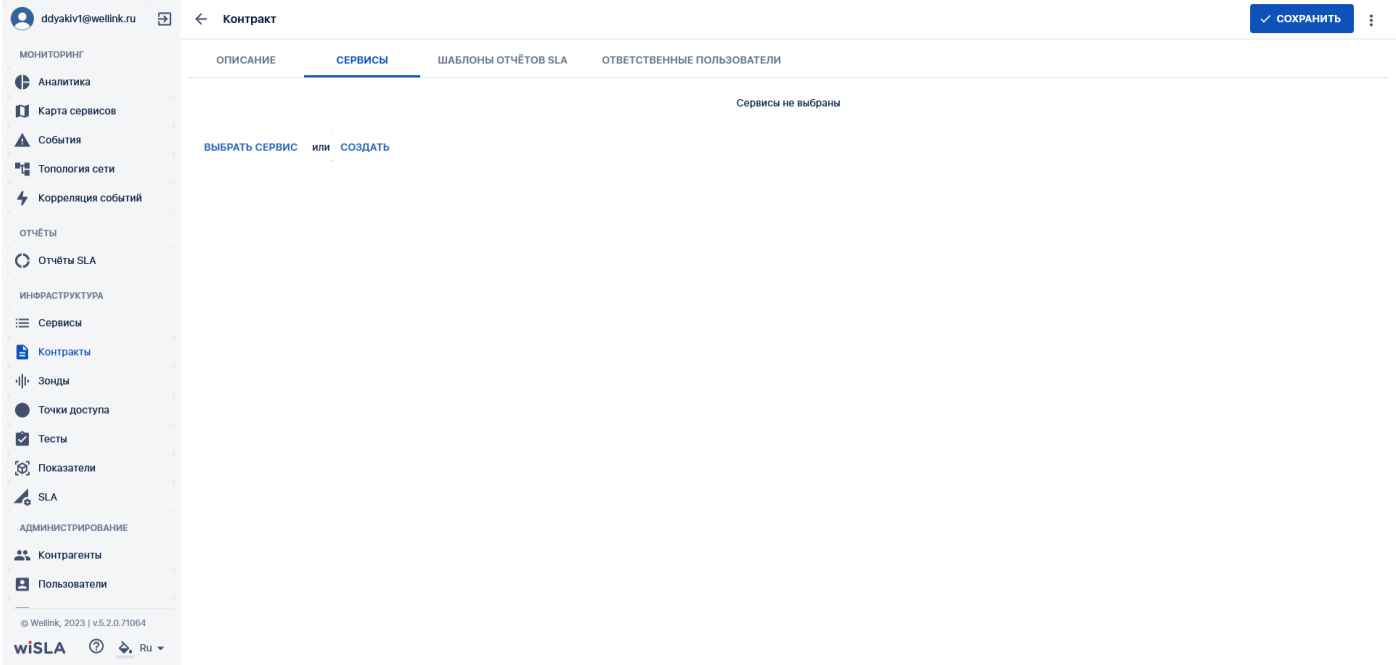 ddyakiv1@wellink.ru
Контракт
СОХРАНИТЬ
МОНИТОРИНГ
Аналитика
Карта сервисов
События
Топология сети
Корреляция событий
ОТЧЁТЫ
Отчёты SLA
ИНФРАСТРУКТУРА
Сервисы
Контракты
Зонды
Точки доступа
Тесты
Показатели
SLA
АДМИНИСТРИРОВАНИЕ
Контрагенты
Пользователи
© Wellink, 2023 | v.5.2.0.71064
wiSLA Ru
ОПИСАНИЕ СЕРВИСЫ ШАБЛОНЫ ОТЧЁТОВ SLA ОТВЕТСТВЕННЫЕ ПОЛЬЗОВАТЕЛИ
Сервисы не выбраны
ВЫБРАТЬ СЕРВИС или СОЗДАТЬ